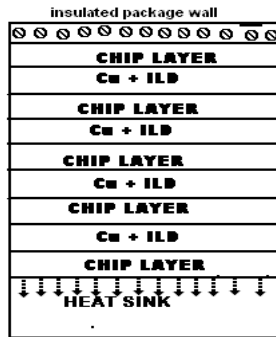 insulated package wall
CHIP LAYER
Cu + ILD
CHIP LAYER
Cu + ILD
CHIP LAYER
Cu + ILD
CHIP LAYER
Cu + ILD
CHIP LAYER
HEAT SINK